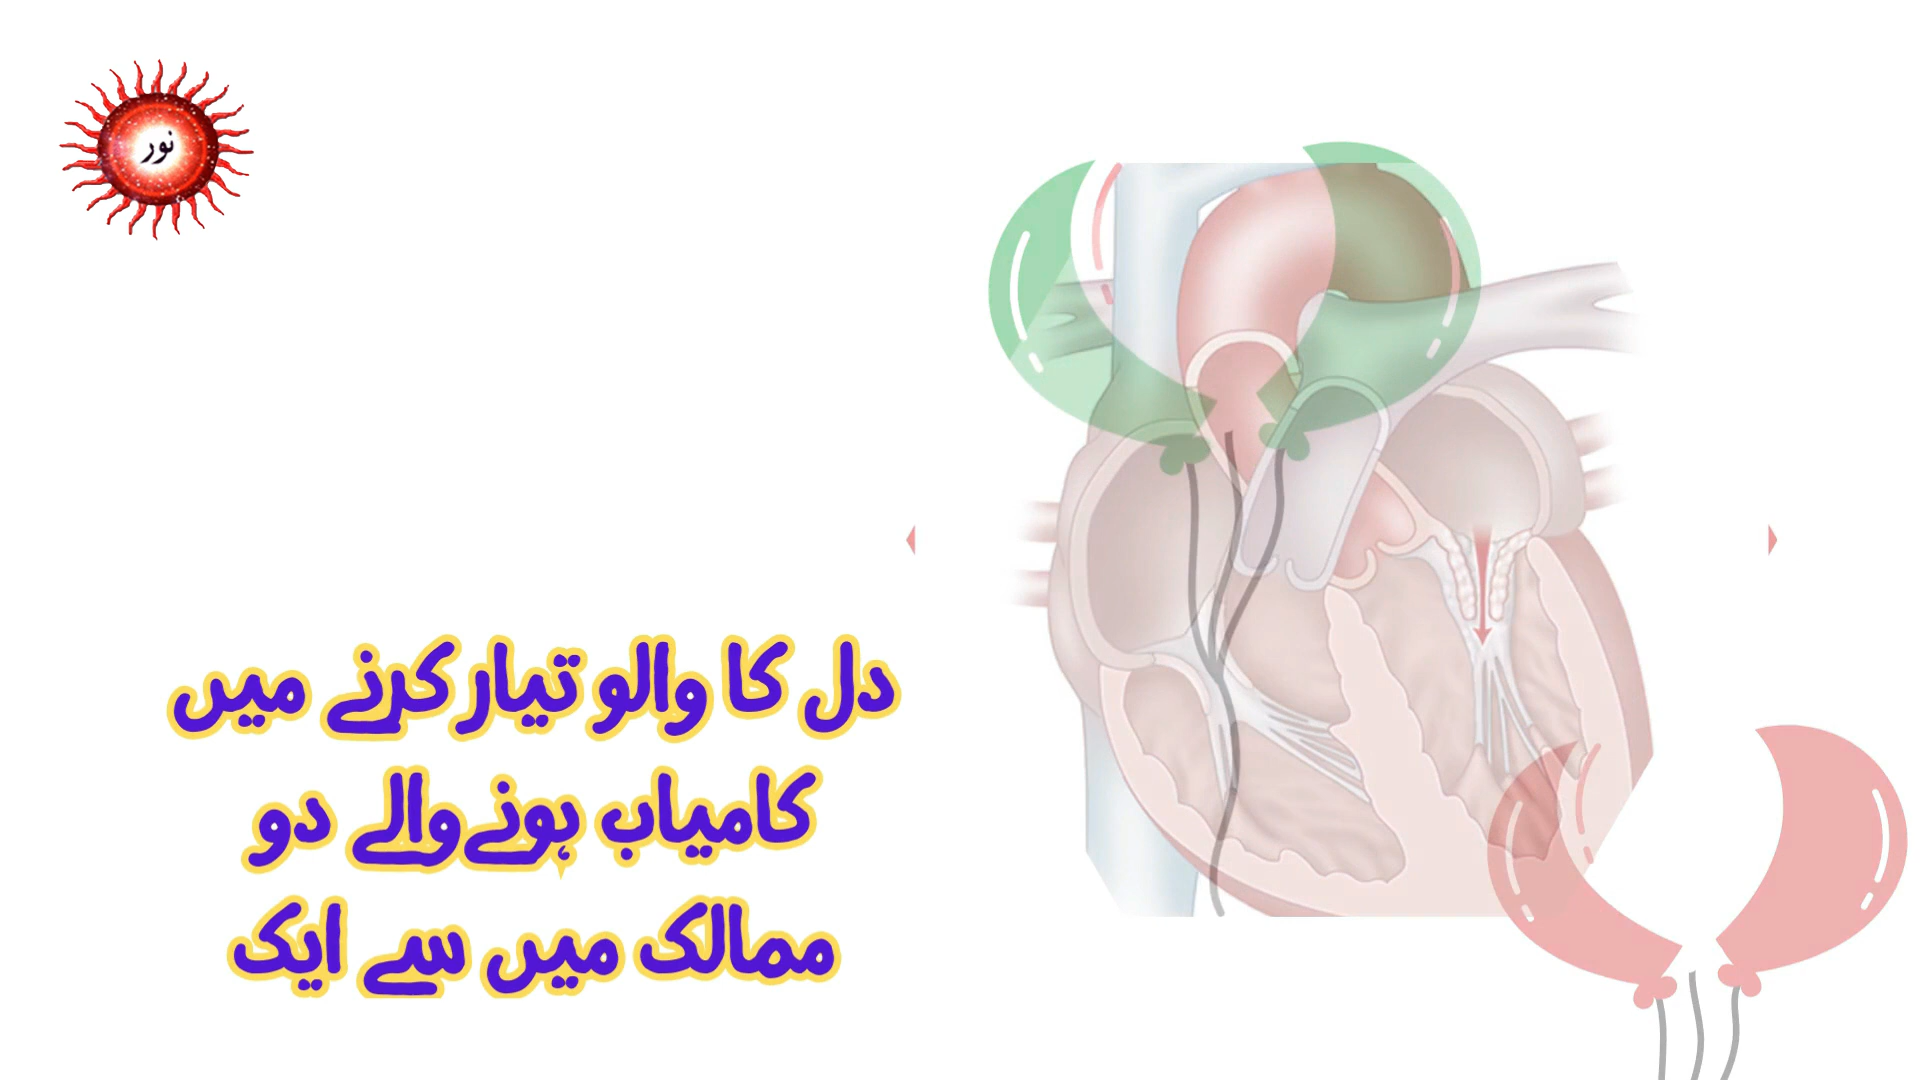 نور
دل کا والو تیار کرنے میں
کامیاب ہونے والے دو
ممالک میں سے ایک